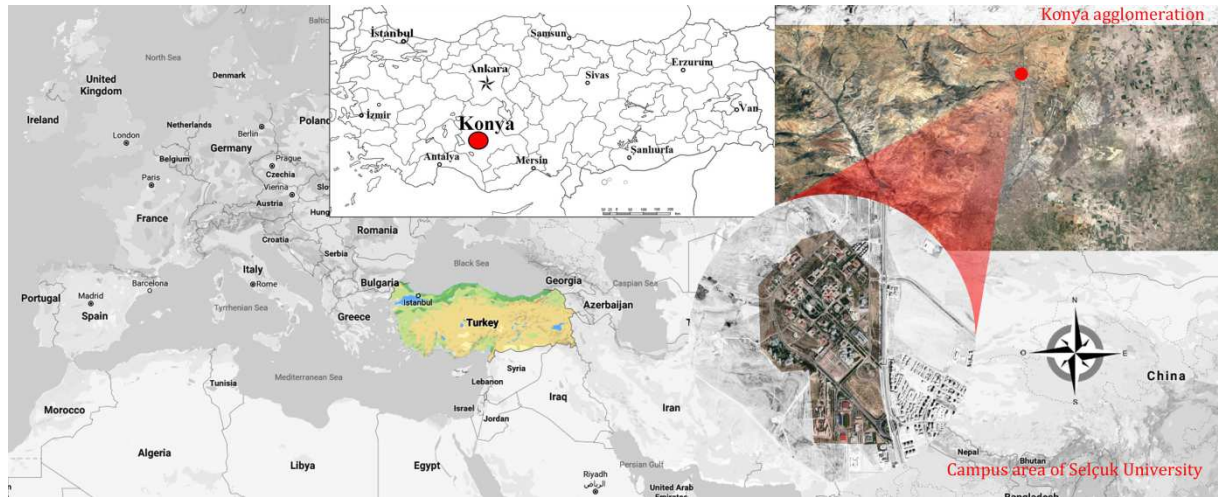 Konya agglomeration
Baltic
North Sea
Denmark
United
Kingdom
Ireland
Netherlands
Berlin
London
Germany
Poland
Belgium
Prague
Paris
Czechia
Slo
Vienna
Austria
Hung
France
Croatia
Romania
Serbia
Italy
Bulgaria
Black Sea
Georgia
Caspian Sea
Portugal
Madrid
Barcelona
Rome
Istanbul
Azerbaijan
Spain
Tyrrhenian Sea
Greece
Turkey
T
Mediterranean Sea
Tunisia
Syria
Lebanon
Iraq
Iran
Israel
Jordan
Morocco
Algeria
Libya
Egypt
Persian Gulf
Riyadh
الرياض
United Arab
Emirates
China
Nepal
Bhutan
Bangladesh
İstanbul
Samsun
Ankara
Sivas
Erzurum
İzmir
Konya
Van
Antalya
Mersin
Şanlıurfa
N
O
E
S
Campus area of Selçuk University